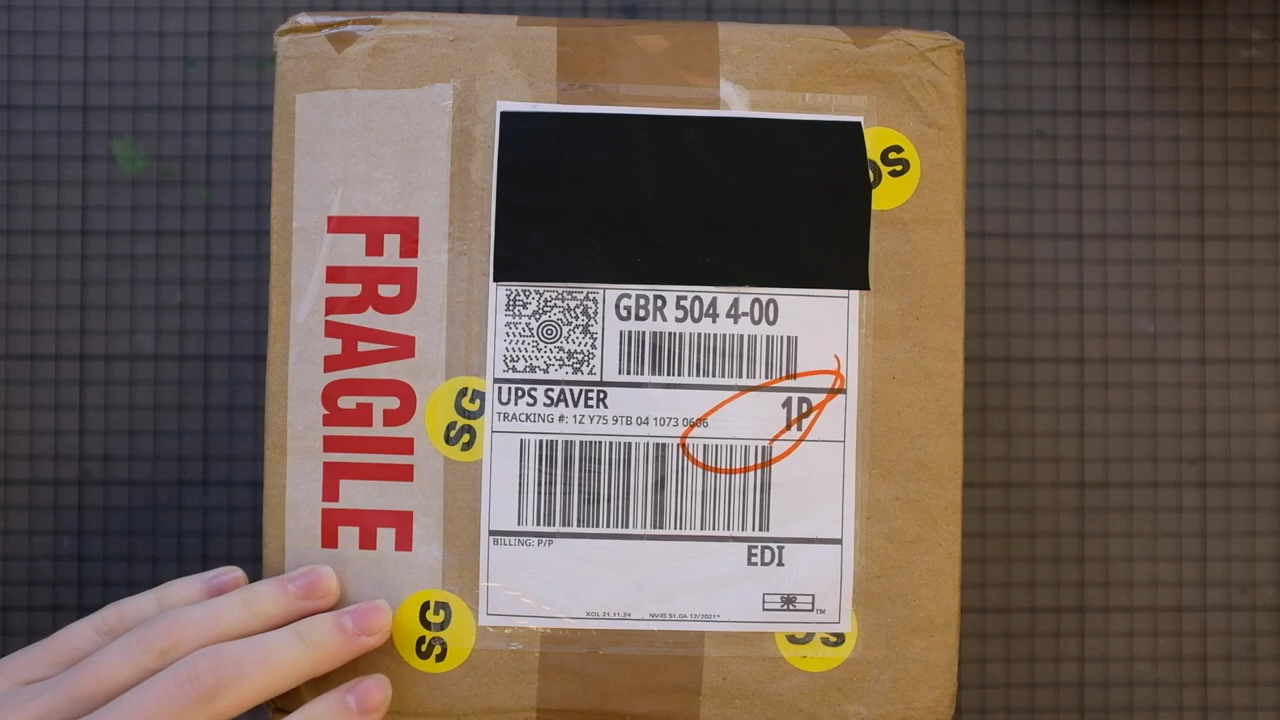 FRAGILE
SG
GBR 504 4-00
UPS SAVER
1P
TRACKING #: 1Z Y75 9TB 04 1073 0606
SG
BILLING: P/P
EDI
TM
XOL 21.11.24 NV45 51.0A 12/2021*
SG